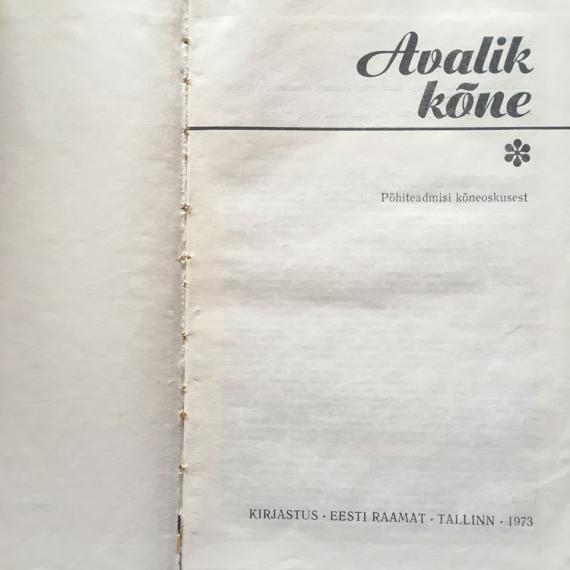 Avalik
kõne
Põhiteadmisi kõneoskusest
KIRJASTUS · EESTI RAAMAT · TALLINN · 1973